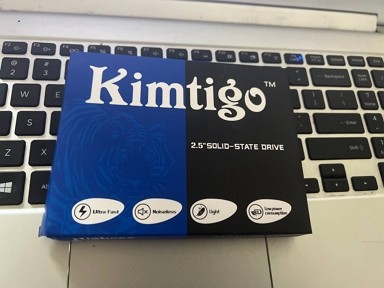 Kimtigo™
2.5" SOLID-STATE DRIVE
Ultra Fast
Noiseless
Light
Low power
consumption